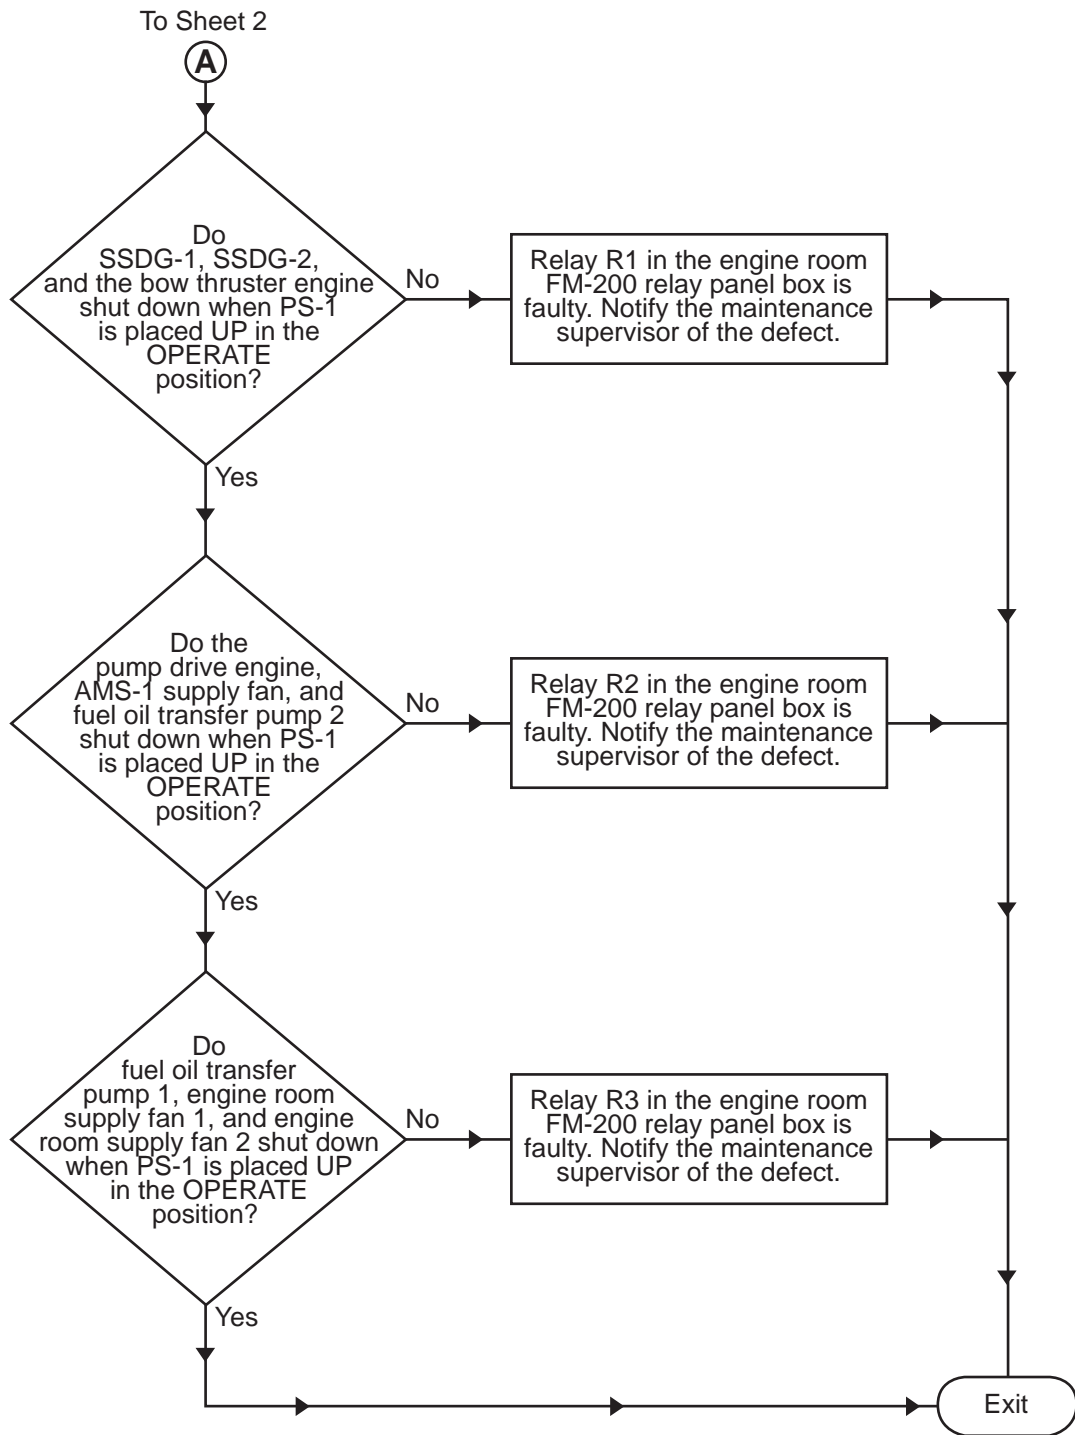 To Sheet 2
A
Do
SSDG-1, SSDG-2,
and the bow thruster engine
shut down when PS-1
is placed UP in the
OPERATE
position?
No
Relay R1 in the engine room
FM-200 relay panel box is
faulty. Notify the maintenance
supervisor of the defect.
Yes
Do the
pump drive engine,
AMS-1 supply fan, and
fuel oil transfer pump 2
shut down when PS-1
is placed UP in the
OPERATE
position?
No
Relay R2 in the engine room
FM-200 relay panel box is
faulty. Notify the maintenance
supervisor of the defect.
Yes
Do
fuel oil transfer
pump 1, engine room
supply fan 1, and engine
room supply fan 2 shut down
when PS-1 is placed UP
in the OPERATE
position?
No
Relay R3 in the engine room
FM-200 relay panel box is
faulty. Notify the maintenance
supervisor of the defect.
Yes
Exit